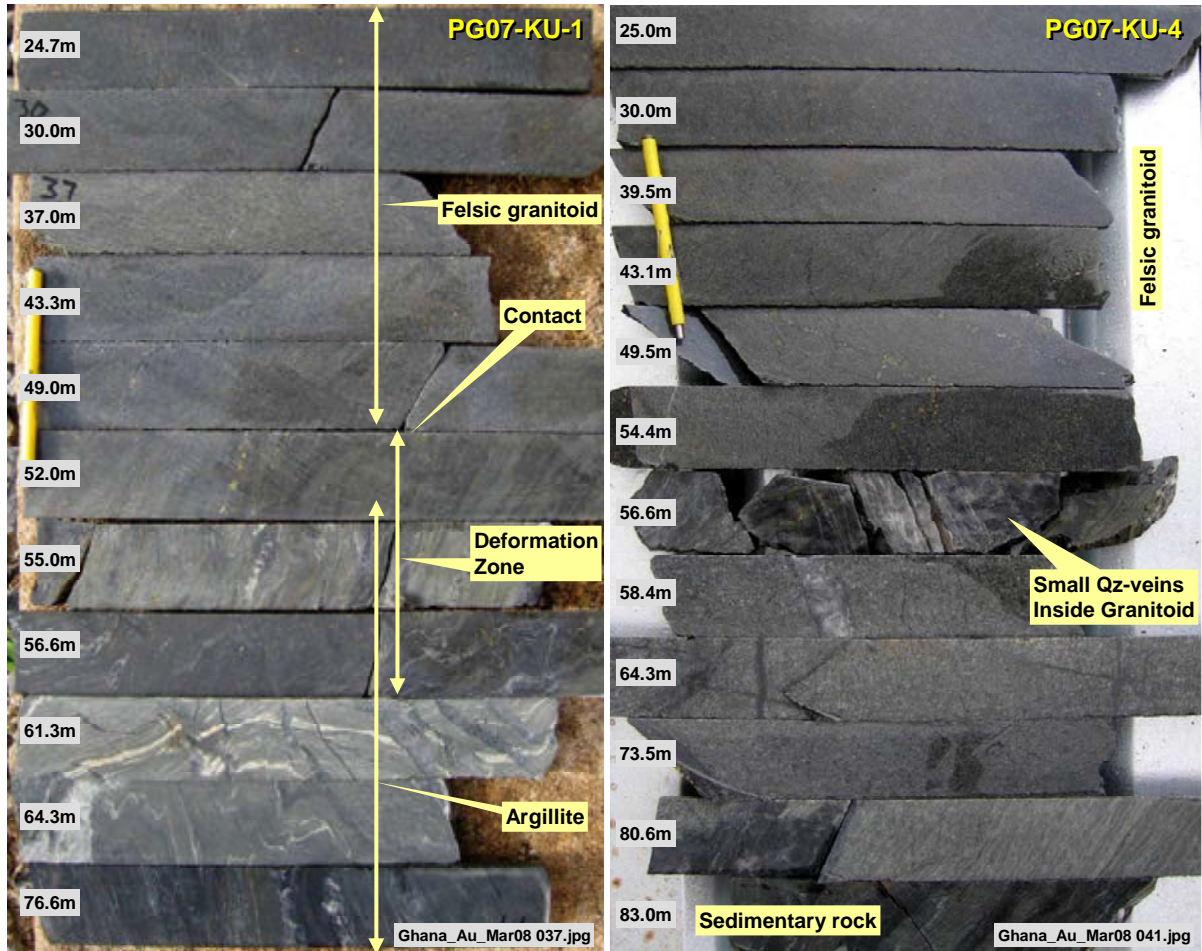 PG07-KU-1
24.7m
30
30.0m
37
37.0m
Felsic granitoid
43.3m
Contact
49.0m
52.0m
55.0m
Deformation
Zone
56.6m
61.3m
64.3m
Argillite
76.6m
Ghana_Au_Mar08 037.jpg
PG07-KU-4
25.0m
30.0m
39.5m
Felsic granitoid
43.1m
49.5m
54.4m
56.6m
58.4m
Small Qz-veins
Inside Granitoid
64.3m
73.5m
80.6m
83.0m
Sedimentary rock
Ghana_Au_Mar08 041.jpg